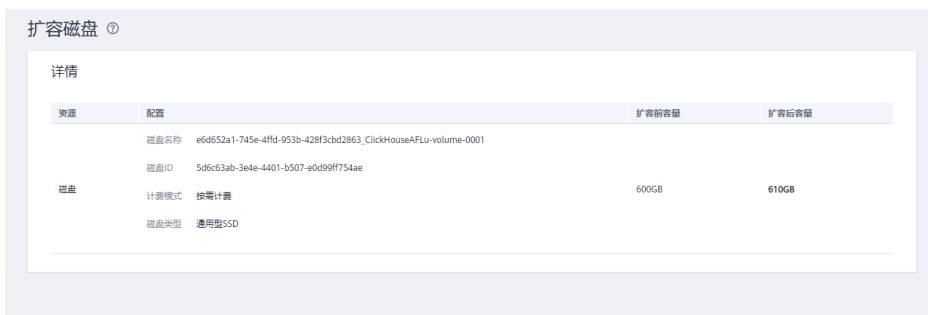 扩容磁盘 ?
详情
资源 配置 扩容前容量 扩容后容量
磁盘名称 e6d652a1-745e-4ffd-953b-428f3cbd2863_ClickHouseAFLu-volume-0001
磁盘ID 5d6c63ab-3e4e-4401-b507-e0d99ff754ae
磁盘 计费模式 按需计费 600GB 610GB
磁盘类型 通用型SSD